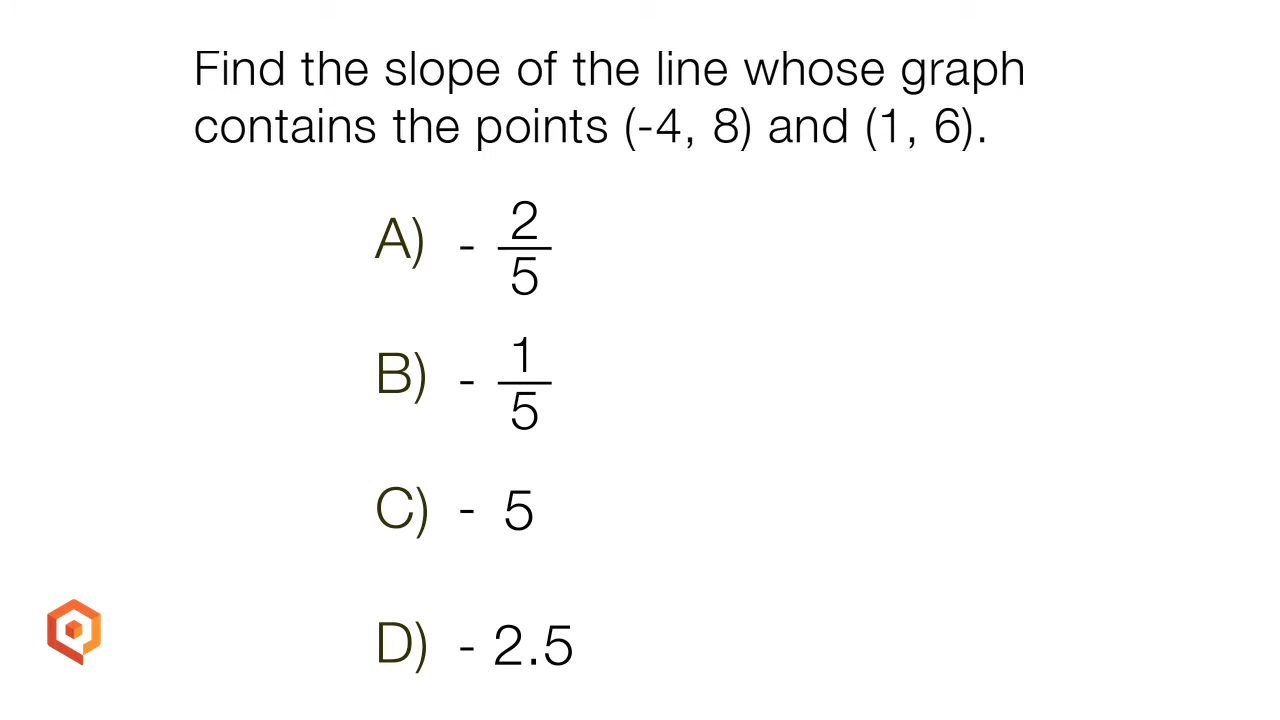 Find the slope of the line whose graph
contains the points (-4, 8) and (1, 6).
A) - 2/5
B) - 1/5
C) - 5
D) - 2.5